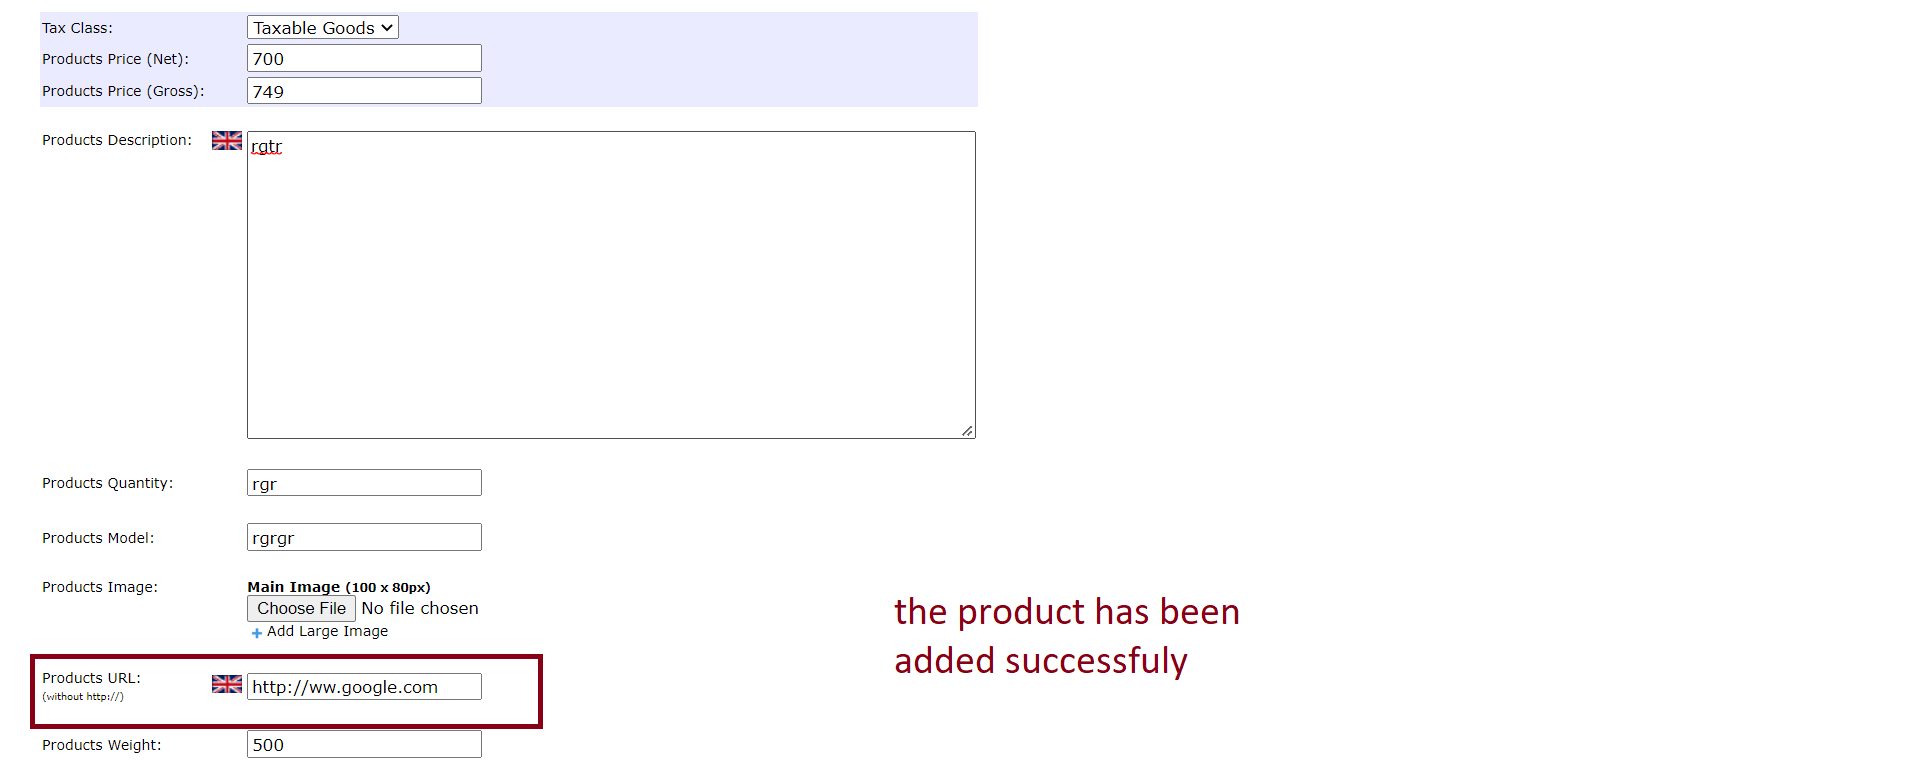 Tax Class: Taxable Goods
Products Price (Net): 700
Products Price (Gross): 749
Products Description: rgtr
Products Quantity: rgr
Products Model: rgrgr
Products Image: Main Image (100 x 80px)
Choose File No file chosen
Add Large Image
the product has been
added successfuly
Products URL: http://ww.google.com
(without http://)
Products Weight: 500